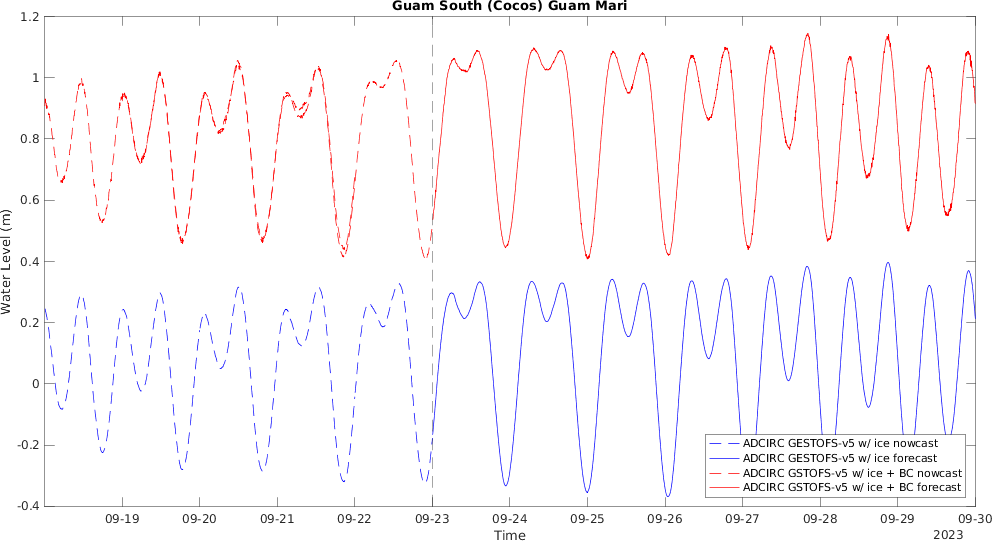 Guam South (Cocos) Guam Mari
1.2
1
0.8
0.6
0.4
0.2
0
-0.2
-0.4
Water Level (m)
ADCIRC GESTOFS-v5 w/ ice nowcast
ADCIRC GESTOFS-v5 w/ ice forecast
ADCIRC GSTOFS-v5 w/ ice + BC nowcast
ADCIRC GSTOFS-v5 w/ ice + BC forecast
09-19 09-20 09-21 09-22 09-23 09-24 09-25 09-26 09-27 09-28 09-29 09-30
Time
2023